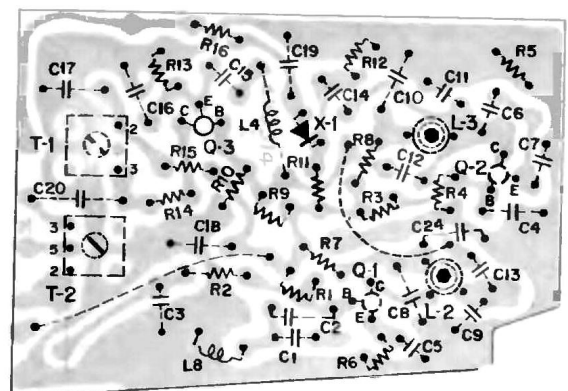 R16
C19
R12
R5
C17
R13
C15
C11
C16
C14
C10
C6
C E B
L4
X-1
L-3
T-1
2
Q-3
R8
C7
R15
R11
C12
Q-2
C
3
R10
E
B
C20
R9
R3
R4
R14
C4
C24
3
C18
5
R7
2
Q-1
C13
T-2
R2
R1
B C
E
C8
L-2
C3
C2
C9
L8
C1
R6
C5